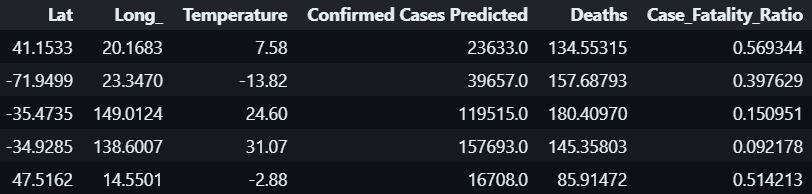 Lat Long_ Temperature Confirmed Cases Predicted Deaths Case_Fatality_Ratio
41.1533 20.1683 7.58 23633.0 134.55315 0.569344
-71.9499 23.3470 -13.82 39657.0 157.68793 0.397629
-35.4735 149.0124 24.60 119515.0 180.40970 0.150951
-34.9285 138.6007 31.07 157693.0 145.35803 0.092178
47.5162 14.5501 -2.88 16708.0 85.91472 0.514213